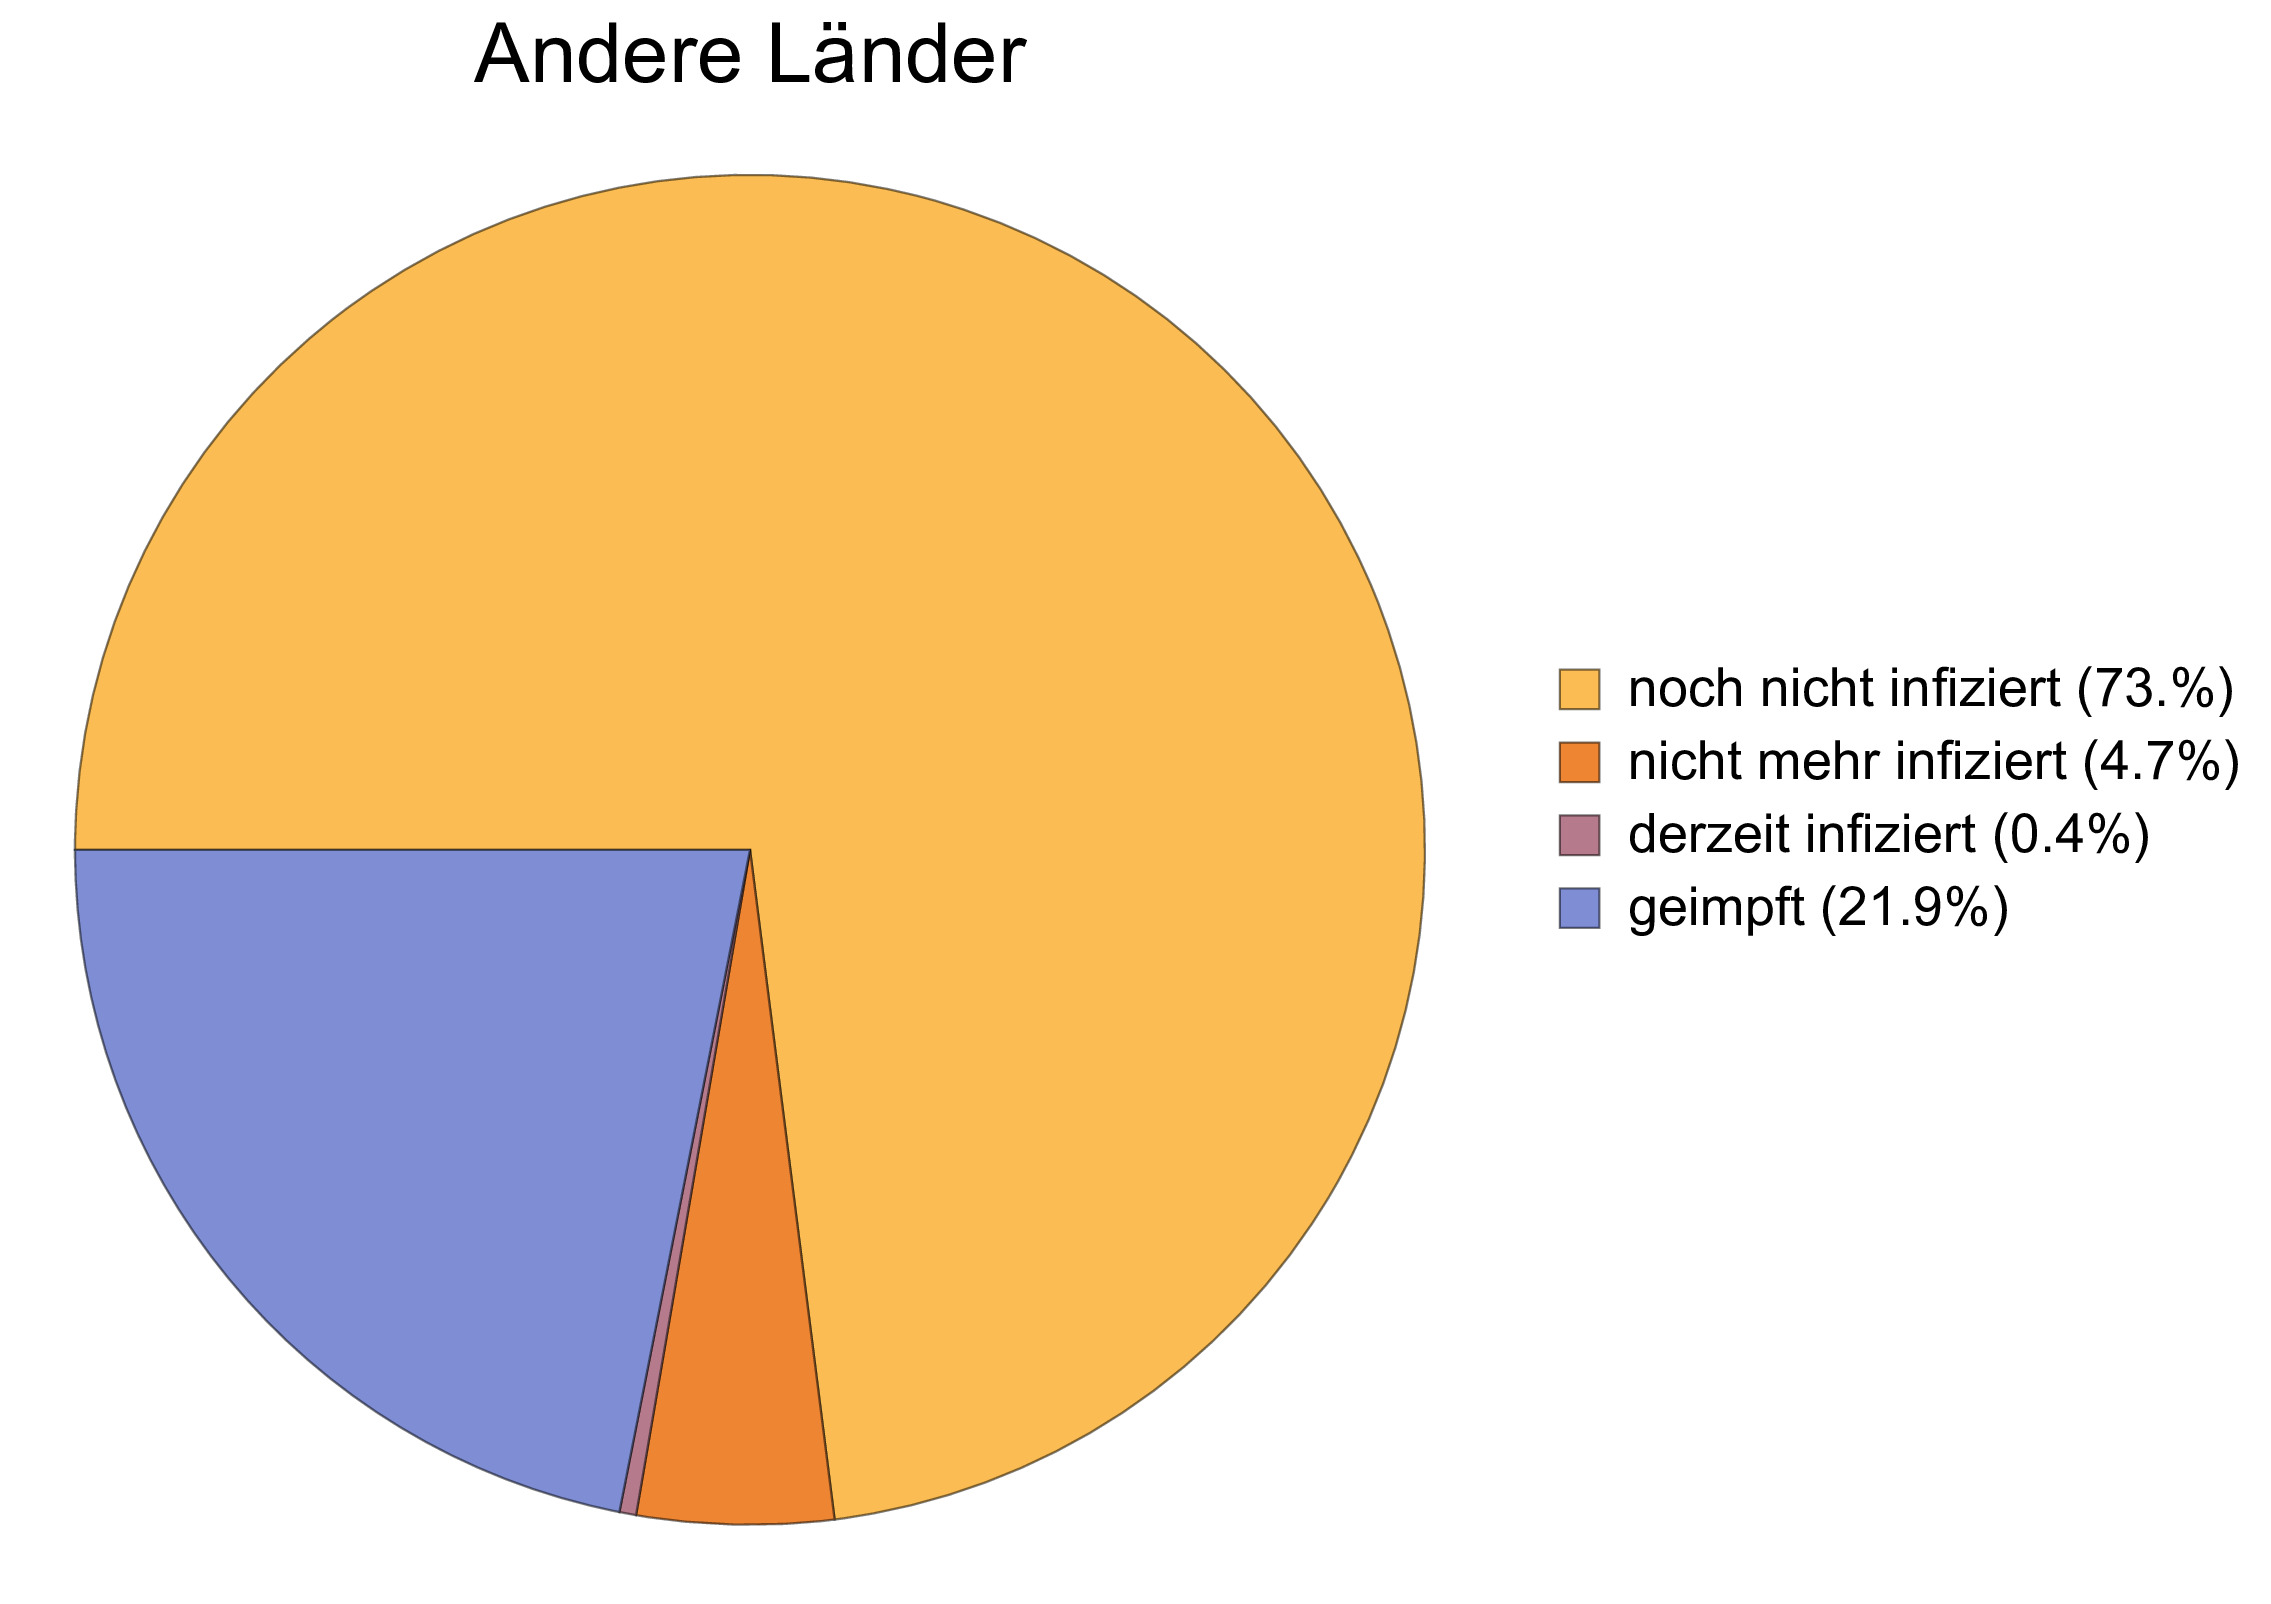 Andere Länder
noch nicht infiziert (73.%)
nicht mehr infiziert (4.7%)
derzeit infiziert (0.4%)
geimpft (21.9%)